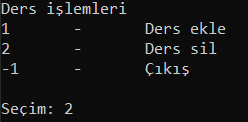 Ders işlemleri
1 - Ders ekle
2 - Ders sil
-1 - Çıkış
Seçim: 2